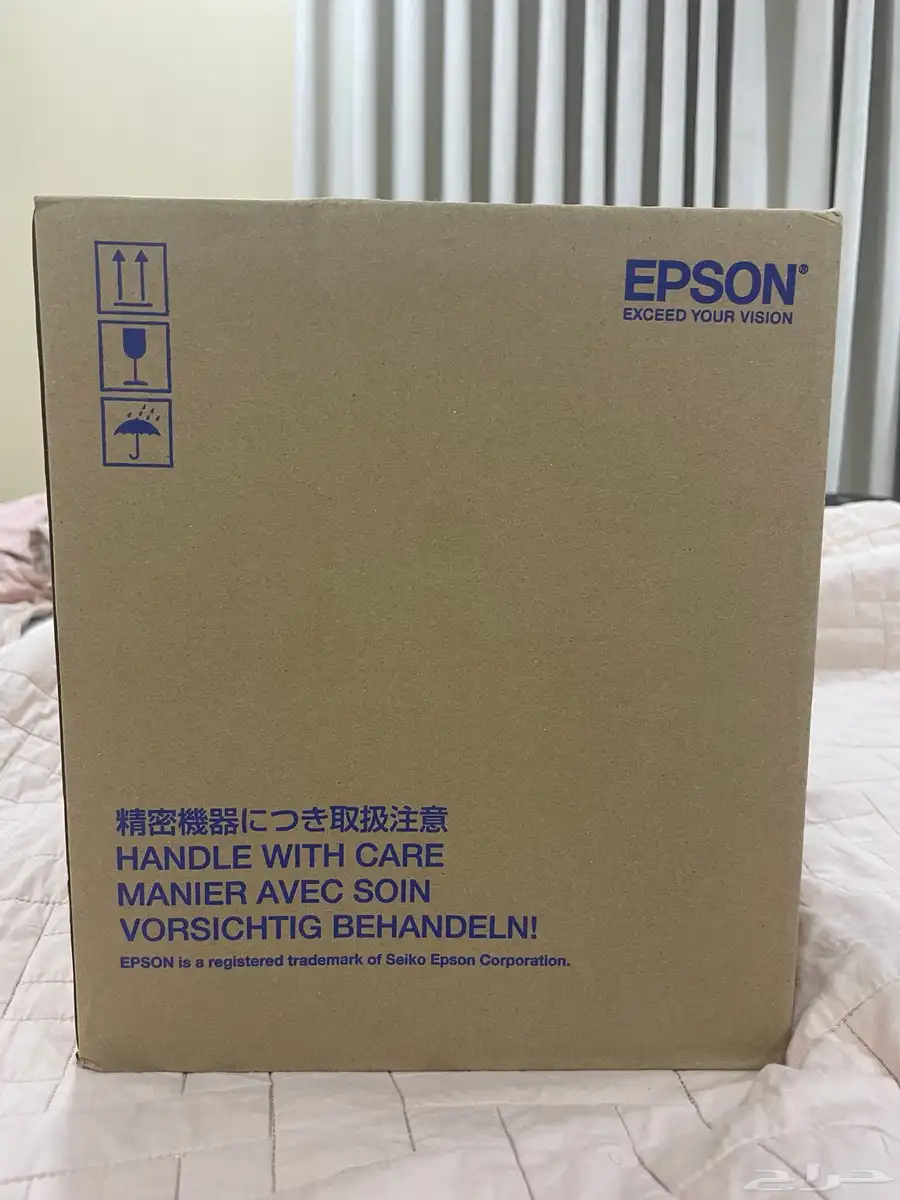 EPSON®
EXCEED YOUR VISION
精密機器につき取扱注意
HANDLE WITH CARE
MANIER AVEC SOIN
VORSICHTIG BEHANDELN!
EPSON is a registered trademark of Seiko Epson Corporation.
حراج